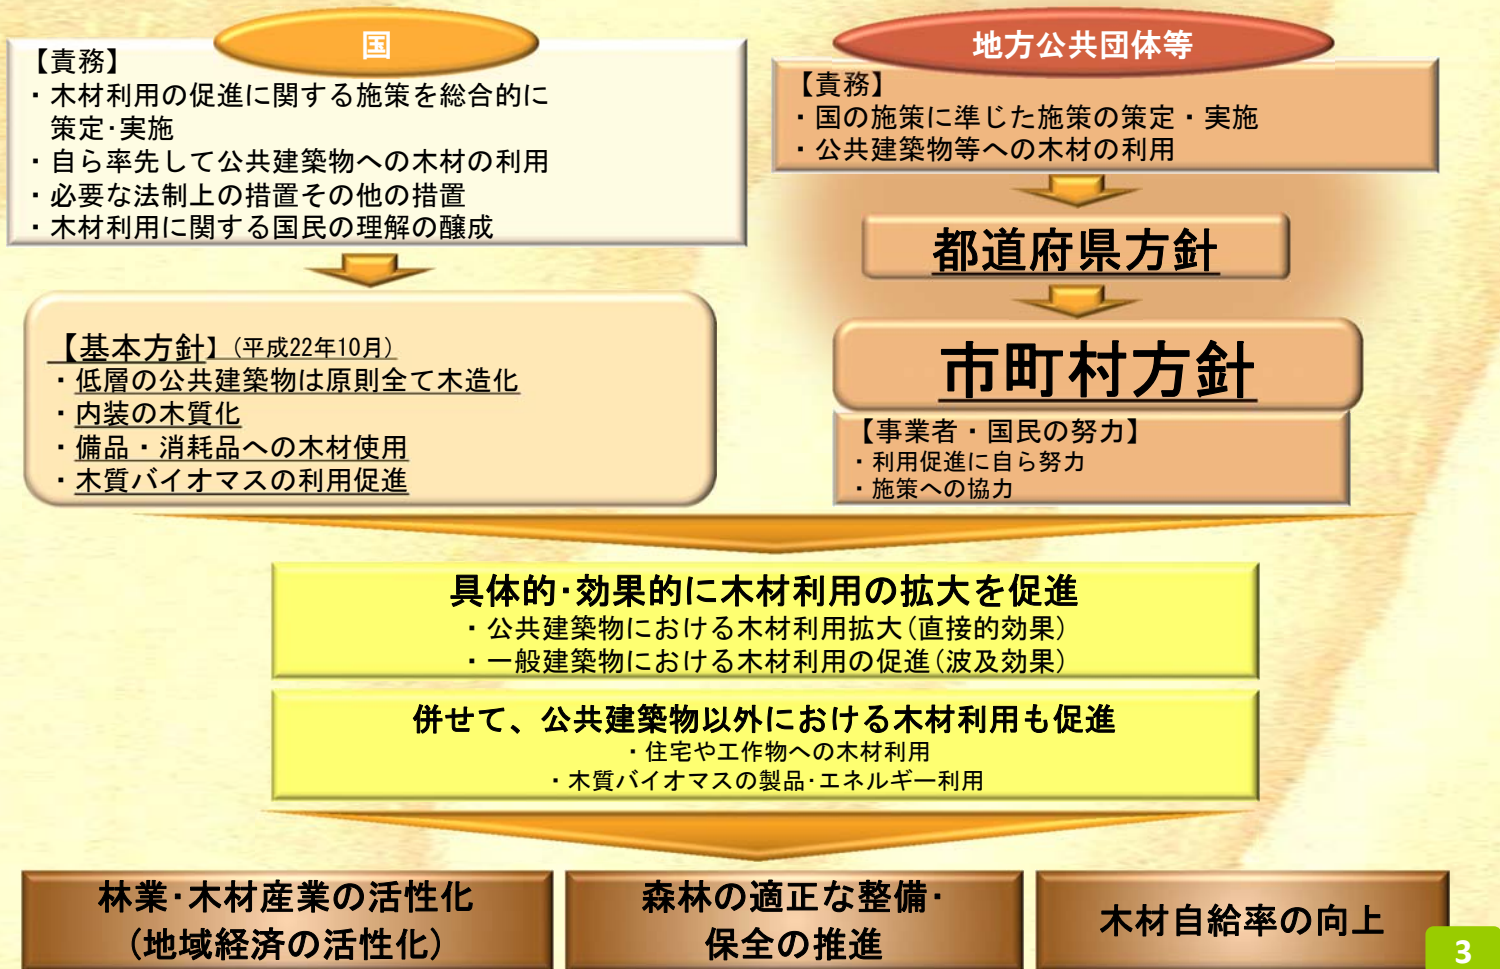 国
【責務】
・木材利用の促進に関する施策を総合的に
策定・実施
・自ら率先して公共建築物への木材の利用
・必要な法制上の措置その他の措置
・木材利用に関する国民の理解の醸成
【基本方針】（平成22年10月）
・低層の公共建築物は原則全て木造化
・内装の木質化
・備品・消耗品への木材使用
・木質バイオマスの利用促進
地方公共団体等
【責務】
・国の施策に準じた施策の策定・実施
・公共建築物等への木材の利用
都道府県方針
市町村方針
【事業者・国民の努力】
・利用促進に自ら努力
・施策への協力
具体的・効果的に木材利用の拡大を促進
・公共建築物における木材利用拡大（直接的効果）
・一般建築物における木材利用の促進（波及効果）
併せて、公共建築物以外における木材利用も促進
・住宅や工作物への木材利用
・木質バイオマスの製品・エネルギー利用
林業・木材産業の活性化
（地域経済の活性化）
森林の適正な整備・
保全の推進
木材自給率の向上
3